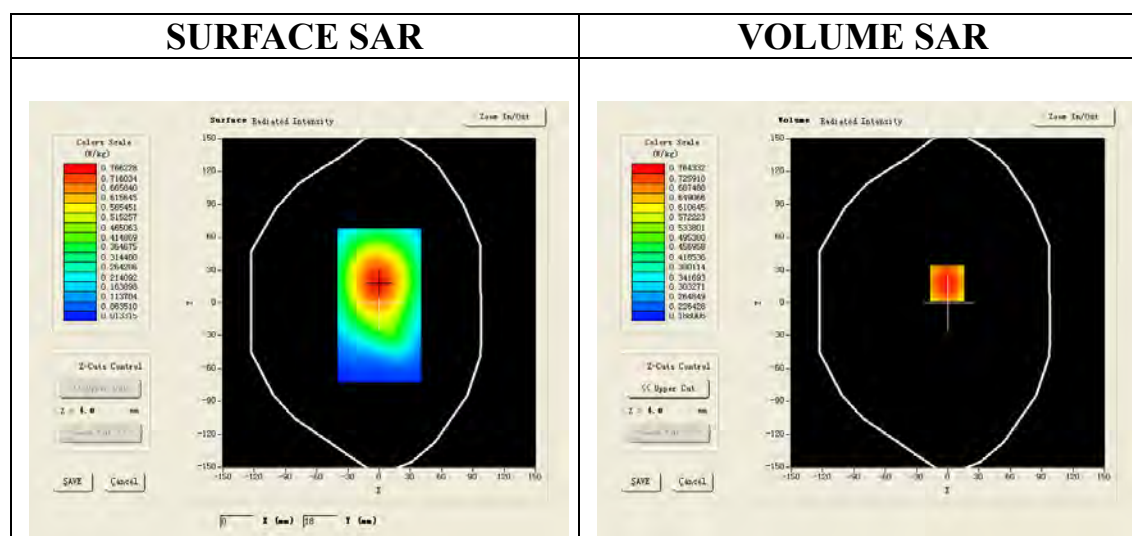 SURFACE SAR
VOLUME SAR
Surface Radiated Intensity
Zoom In/Out
Colors Scale
(W/kg)
0.766228
0.716034
0.665840
0.615645
0.565451
0.515257
0.465063
0.414869
0.364675
0.314480
0.264286
0.214092
0.163898
0.113704
0.063510
0.013315
150
120
90
60
30
0
-30
-60
-90
-120
-150
-150 -120 -90 -60 -30 0 30 60 90 120 150
Z-Cuts Control
Z = 4.0 mm
SAVE Cancel
X (mm) Y (mm)
Volume Radiated Intensity
Zoom In/Out
Colors Scale
(W/kg)
0.764332
0.725910
0.687488
0.649066
0.610645
0.572223
0.533801
0.495380
0.456958
0.418536
0.380114
0.341693
0.303271
0.264849
0.226428
150
120
90
60
30
0
-30
-60
-90
-120
-150
-150 -120 -90 -60 -30 0 30 60 90 120 150
Z-Cuts Control
<< Upper Cut
Z = 4.0 mm
SAVE Cancel